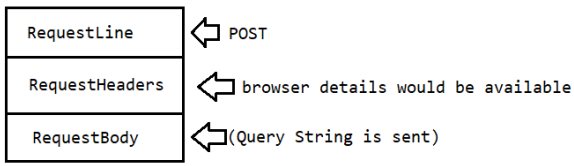 RequestLine POST
RequestHeaders browser details would be available
RequestBody (Query String is sent)